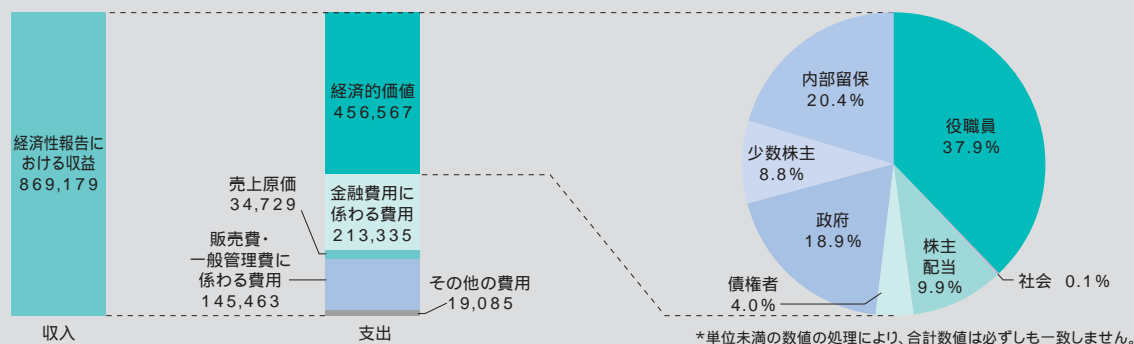 経済性報告に
おける収益
869,179
収入
経済的価値
456,567
金融費用に
係わる費用
213,335
売上原価
34,729
販売費・
一般管理費に
係わる費用
145,463
その他の費用
19,085
支出
内部留保
20.4%
役職員
37.9%
少数株主
8.8%
政府
18.9%
株主
配当
9.9%
社会 0.1%
債権者
4.0%
*単位未満の数値の処理により、合計数値は必ずしも一致しません。